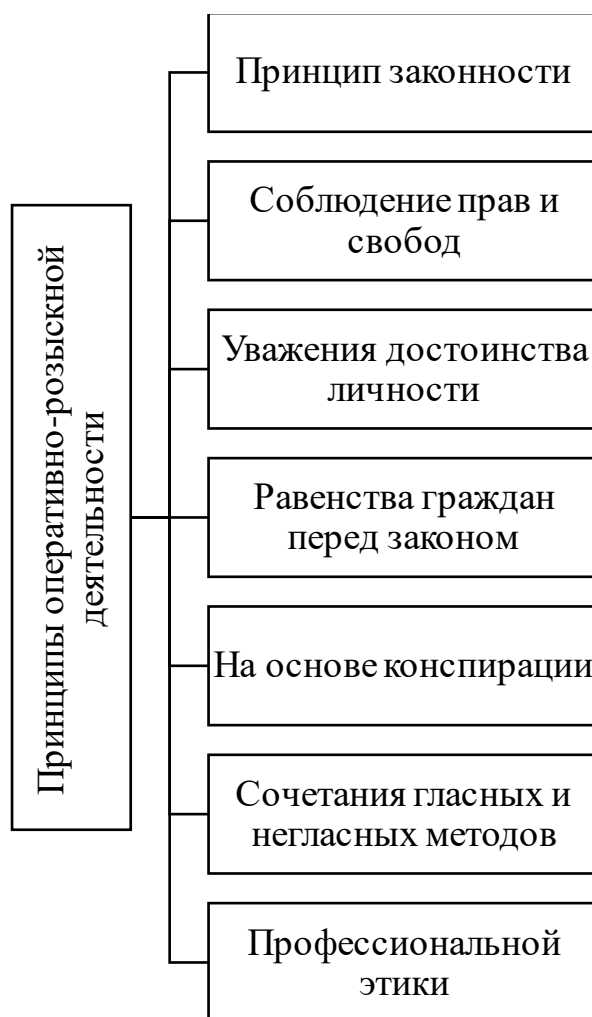 Принципы оперативно-розыскной
деятельности
Принцип законности
Соблюдение прав и
свобод
Уважения достоинства
личности
Равенства граждан
перед законом
На основе конспирации
Сочетания гласных и
негласных методов
Профессиональной
этики